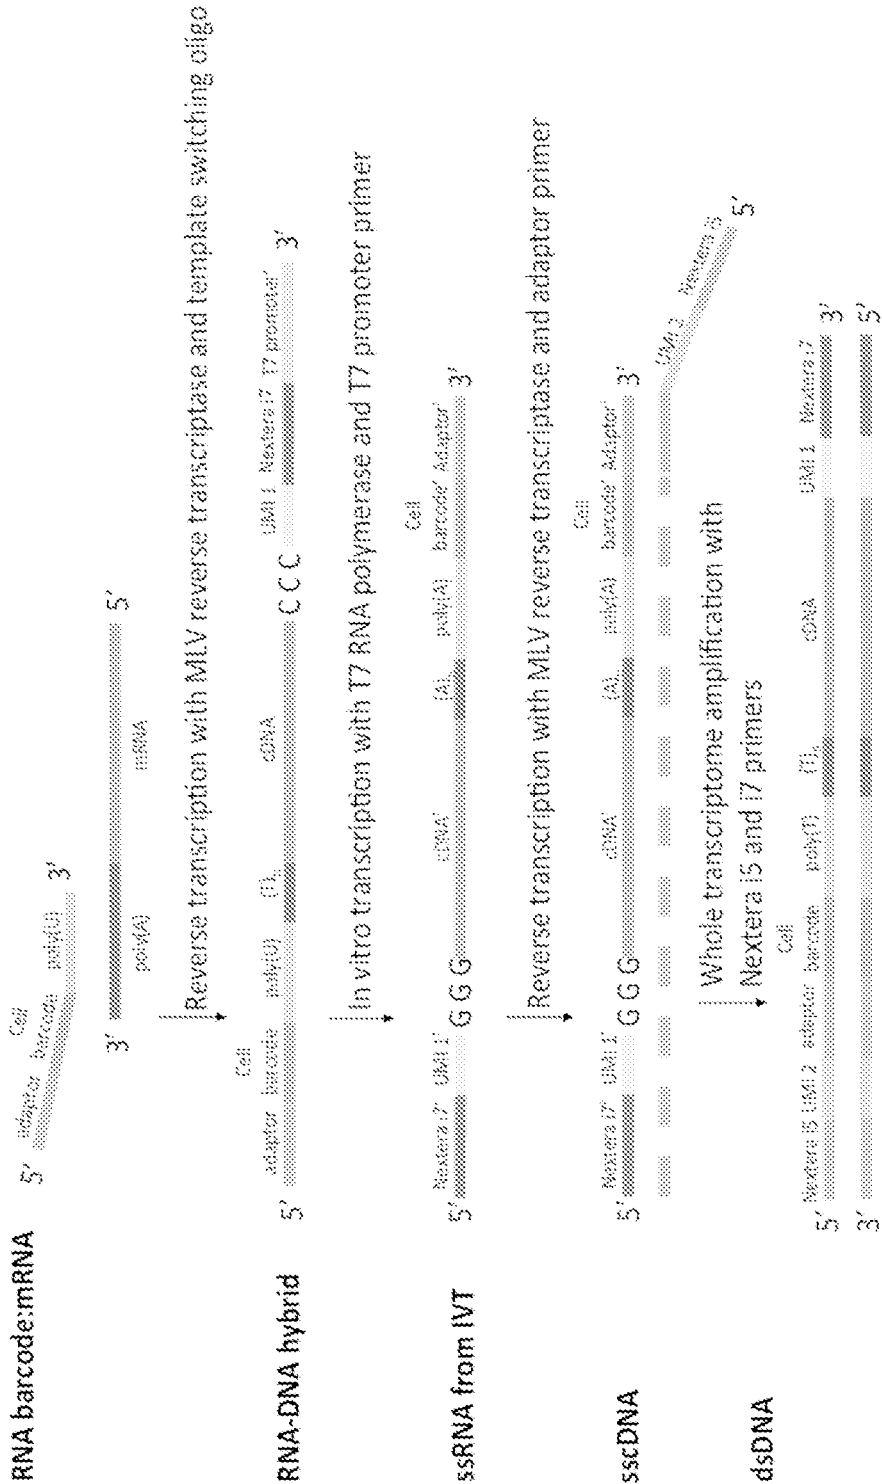 RNA barcode:mRNA
Cell
adaptor barcode poly(U)
5' 3'
3' 5'
poly(A) mRNA
Reverse transcription with MLV reverse transcriptase and template switching oligo
RNA-DNA hybrid
Cell
adaptor barcode poly(U) (T)n cDNA UMI 1 Nextera i7 T7 promoter'
5' C C C 3'
In vitro transcription with T7 RNA polymerase and T7 promoter primer
ssRNA from IVT
Cell
Nextera i7' UMI 1' cDNA' (A)n poly(A) barcode' Adaptor'
5' G G G 3'
Reverse transcription with MLV reverse transcriptase and adaptor primer
sscDNA
Cell
Nextera i7' UMI 1' cDNA' (A)n poly(A) barcode' Adaptor'
5' G G G 3'
UMI 2 Nextera i5
5'
Whole transcriptome amplification with
Nextera i5 and i7 primers
dsDNA
Cell
Nextera i5 UMI 2 adaptor barcode poly(T) (T)n cDNA UMI 1 Nextera i7
5' 3'
3' 5'